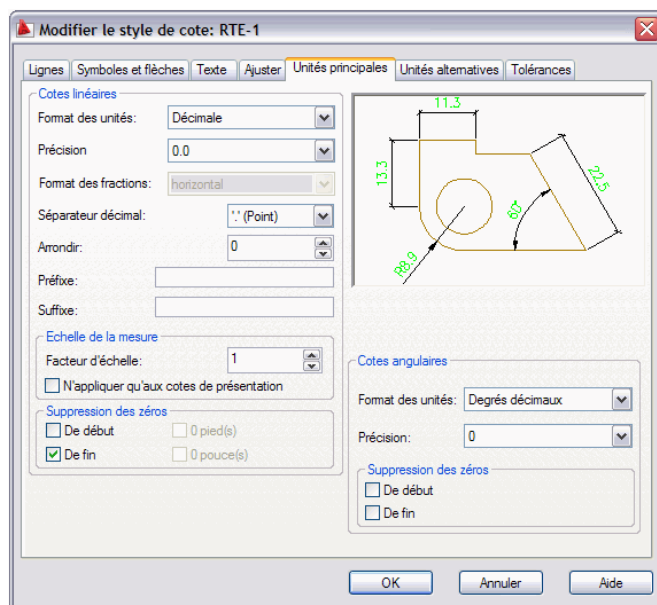 Modifier le style de cote: RTE-1
Lignes Symboles et flèches Texte Ajuster Unités principales Unités alternatives Tolérances
Cotes linéaires
Format des unités: Décimale
Précision 0.0
Format des fractions: horizontal
Séparateur décimal: '.' (Point)
Arrondir: 0
Préfixe:
Suffixe:
Echelle de la mesure
Facteur d'échelle: 1
N'appliquer qu'aux cotes de présentation
Suppression des zéros
De début 0 pied(s)
De fin 0 pouce(s)
11.3
13.3
22.5
60°
R8.9
Cotes angulaires
Format des unités: Degrés décimaux
Précision: 0
Suppression des zéros
De début
De fin
OK Annuler Aide